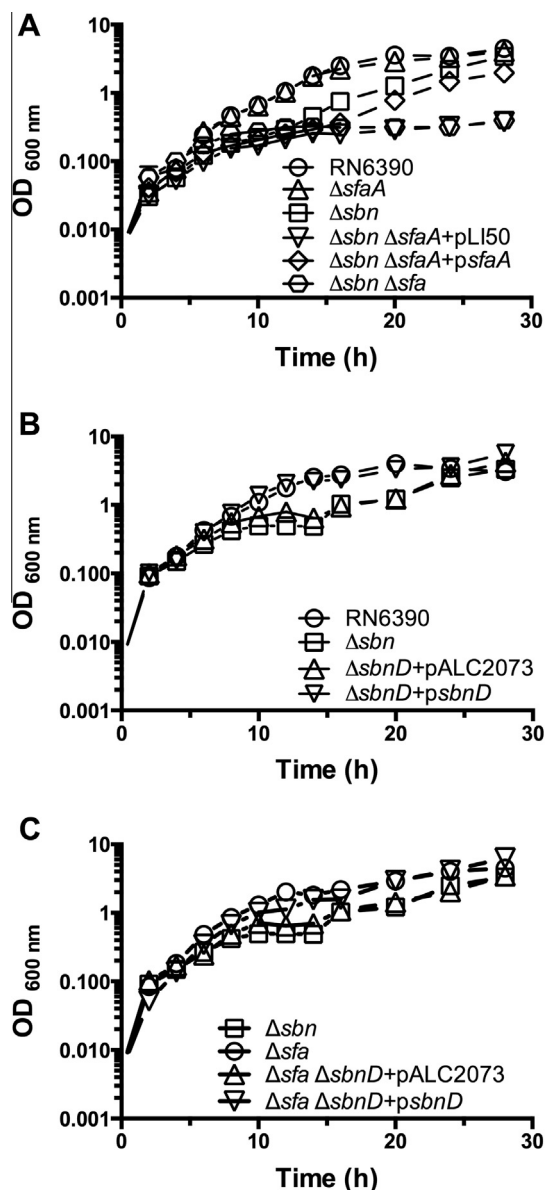 A
10
1
0.100
0.010
0.001
OD 600 nm
RN6390
ΔsfaA
Δsbn
Δsbn ΔsfaA+pLI50
Δsbn ΔsfaA+psfaA
Δsbn Δsfa
0 10 20 30
Time (h)
B
10
1
0.100
0.010
0.001
OD 600 nm
RN6390
Δsbn
ΔsbnD+pALC2073
ΔsbnD+psbnD
0 10 20 30
Time (h)
C
10
1
0.100
0.010
0.001
OD 600 nm
Δsbn
Δsfa
Δsfa ΔsbnD+pALC2073
Δsfa ΔsbnD+psbnD
0 10 20 30
Time (h)